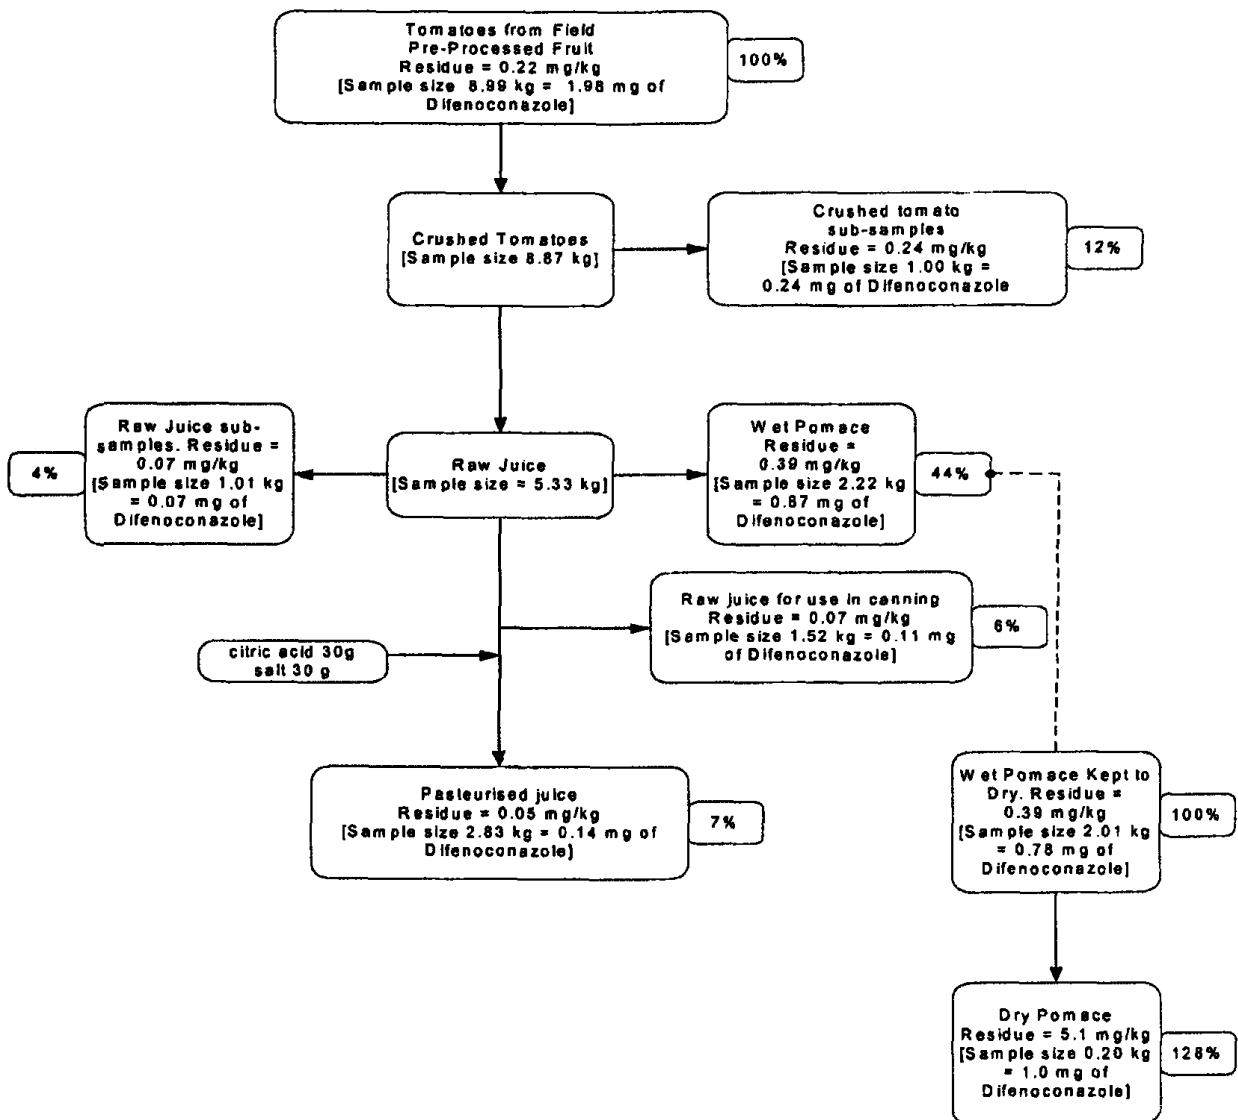 Tomatoes from Field
Pre-Processed Fruit
Residue = 0.22 mg/kg
[Sample size 8.99 kg = 1.98 mg of
Difenoconazole]
100%
Crushed Tomatoes
[Sample size 8.87 kg]
Crushed tomato
sub-samples
Residue = 0.24 mg/kg
[Sample size 1.00 kg =
0.24 mg of Difenoconazole
12%
Raw Juice sub-
samples. Residue =
0.07 mg/kg
[Sample size 1.01 kg
= 0.07 mg of
Difenoconazole]
4%
Raw Juice
[Sample size = 5.33 kg]
Wet Pomace
Residue =
0.39 mg/kg
[Sample size 2.22 kg
= 0.87 mg of
Difenoconazole]
44%
Raw juice for use in canning
Residue = 0.07 mg/kg
[Sample size 1.52 kg = 0.11 mg
of Difenoconazole]
6%
citric acid 30g
salt 30 g
Pasteurised juice
Residue = 0.05 mg/kg
[Sample size 2.83 kg = 0.14 mg of
Difenoconazole]
7%
Wet Pomace Kept to
Dry. Residue =
0.39 mg/kg
[Sample size 2.01 kg
= 0.78 mg of
Difenoconazole]
100%
Dry Pomace
Residue = 5.1 mg/kg
[Sample size 0.20 kg
= 1.0 mg of
Difenoconazole]
128%